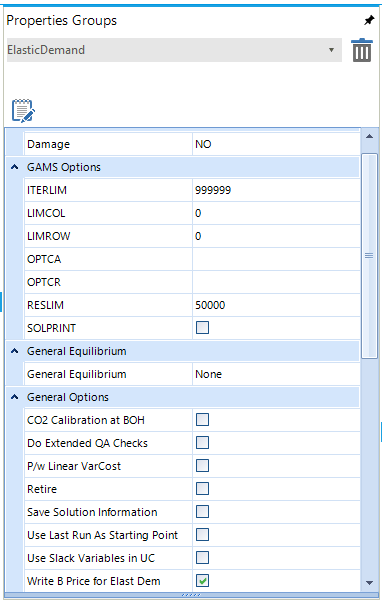 Properties Groups
ElasticDemand
Damage NO
GAMS Options
ITERLIM 999999
LIMCOL 0
LIMROW 0
OPTCA
OPTCR
RESLIM 50000
SOLPRINT
General Equilibrium
General Equilibrium None
General Options
CO2 Calibration at BOH
Do Extended QA Checks
P/w Linear VarCost
Retire
Save Solution Information
Use Last Run As Starting Point
Use Slack Variables in UC
Write B Price for Elast Dem